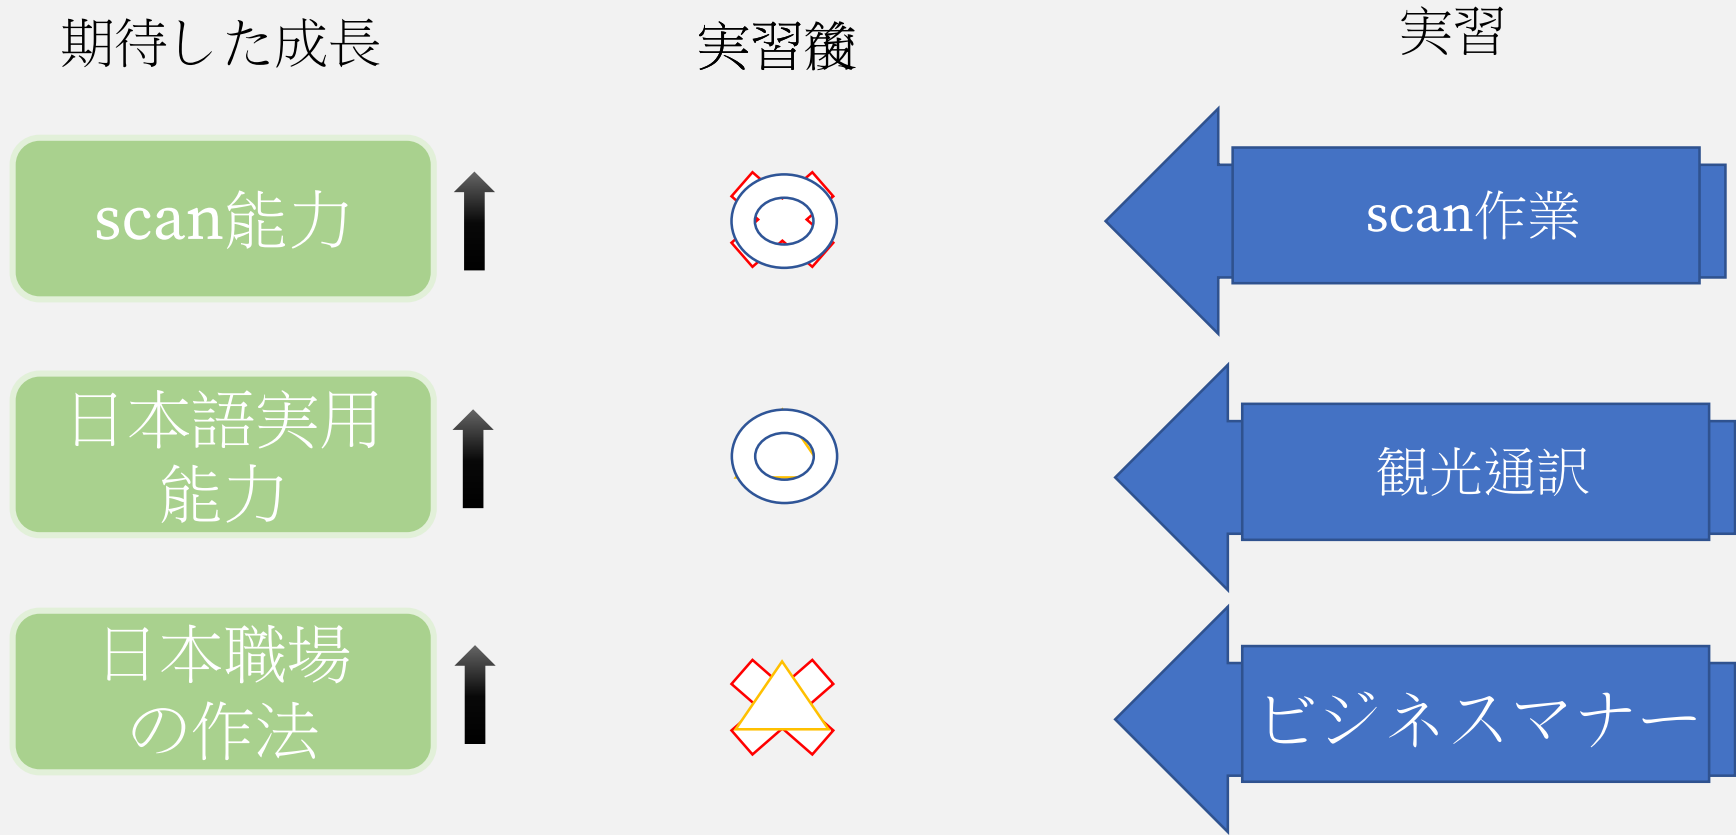 期待した成長
実習後
実習
scan能力
scan作業
日本語実用
能力
観光通訳
日本職場
の作法
ビジネスマナー